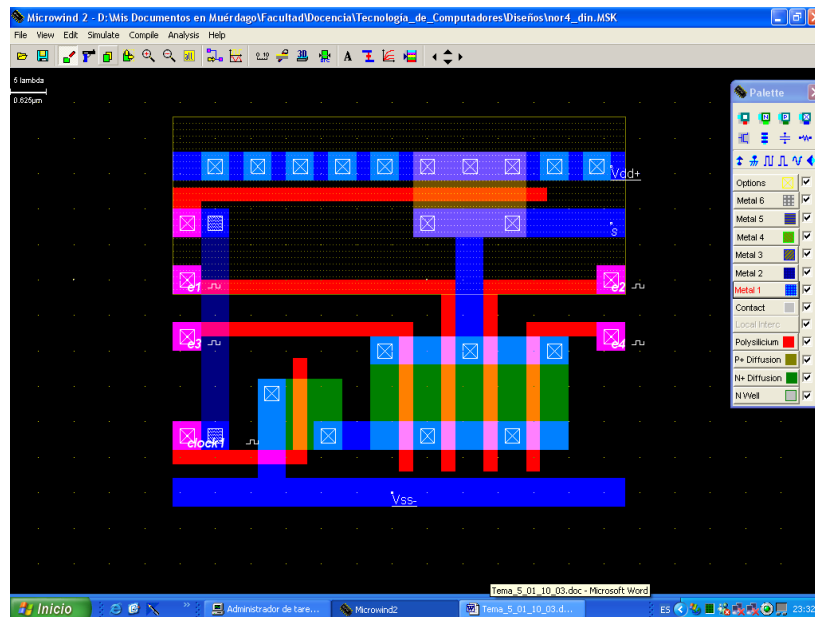 Microwind 2 - D:\Mis Documentos en Muérdago\Facultad\Docencia\Tecnología_de_Computadores\Diseños\nor4_din.MSK
File View Edit Simulate Compile Analysis Help
5 lambda
0.625µm
Palette
Options
Metal 6
Metal 5
Metal 4
Metal 3
Metal 2
Metal 1
Contact
Local Interc
Polysilicium
P+ Diffusion
N+ Diffusion
N Well
Vdd+
s
e1
e2
e3
e4
clock1
Vss-
Tema_5_01_10_03.doc - Microsoft Word
Inicio
Administrador de tare...
Microwind2
Tema_5_01_10_03.d...
ES
23:32